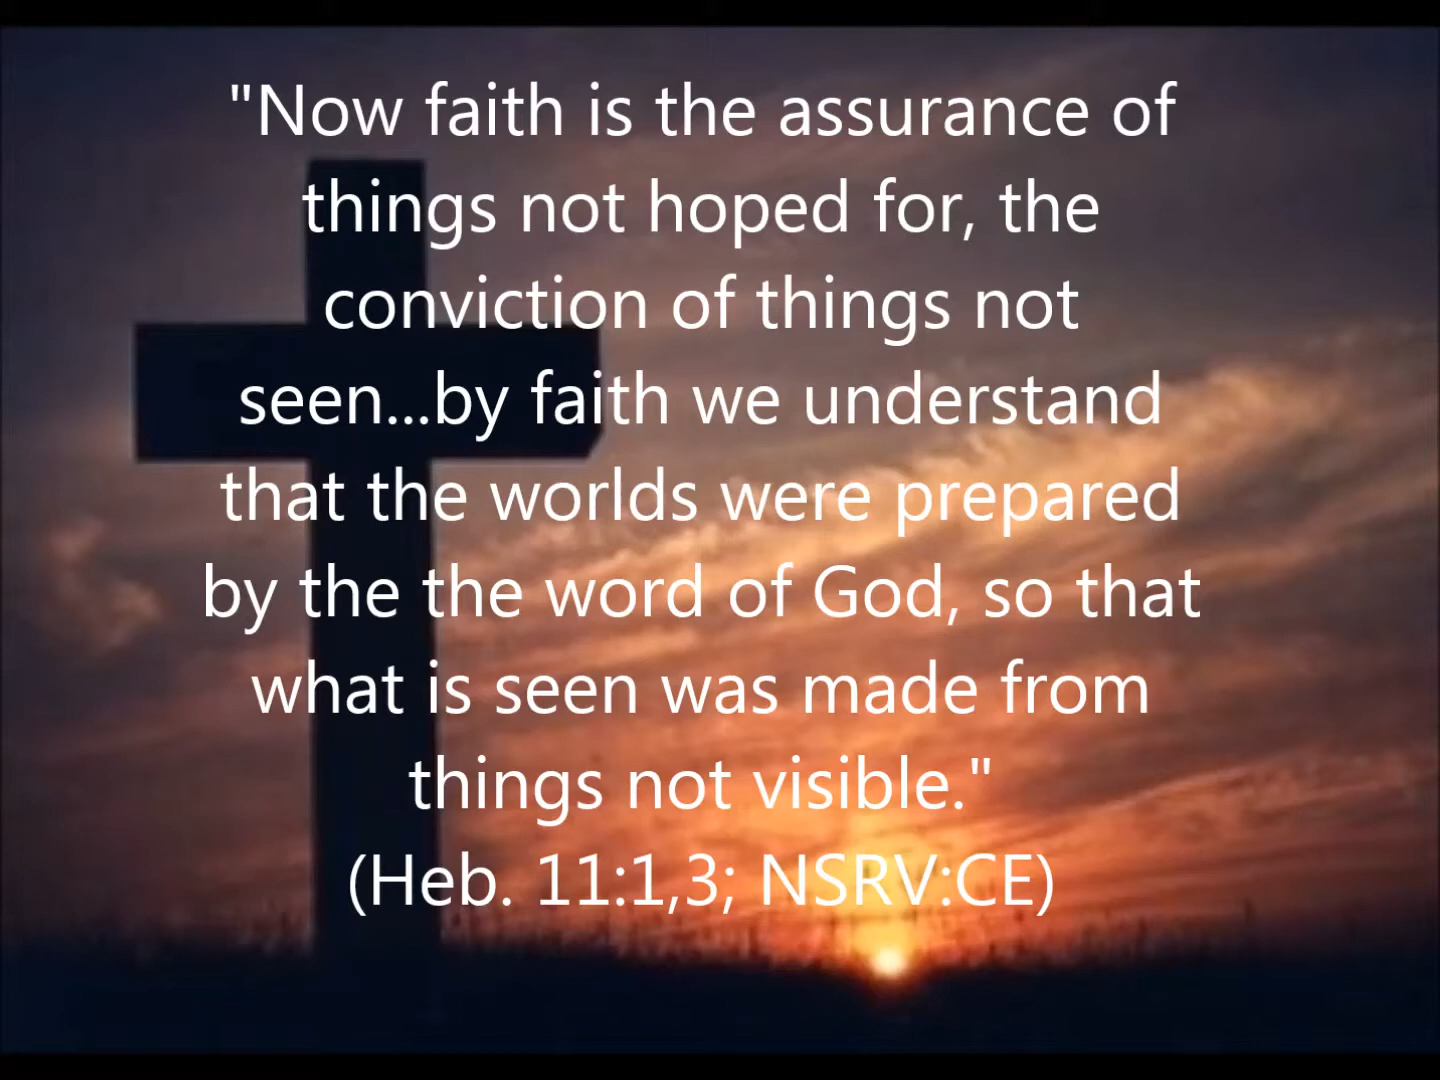 "Now faith is the assurance of
things not hoped for, the
conviction of things not
seen...by faith we understand
that the worlds were prepared
by the the word of God, so that
what is seen was made from
things not visible."
(Heb. 11:1,3; NSRV:CE)